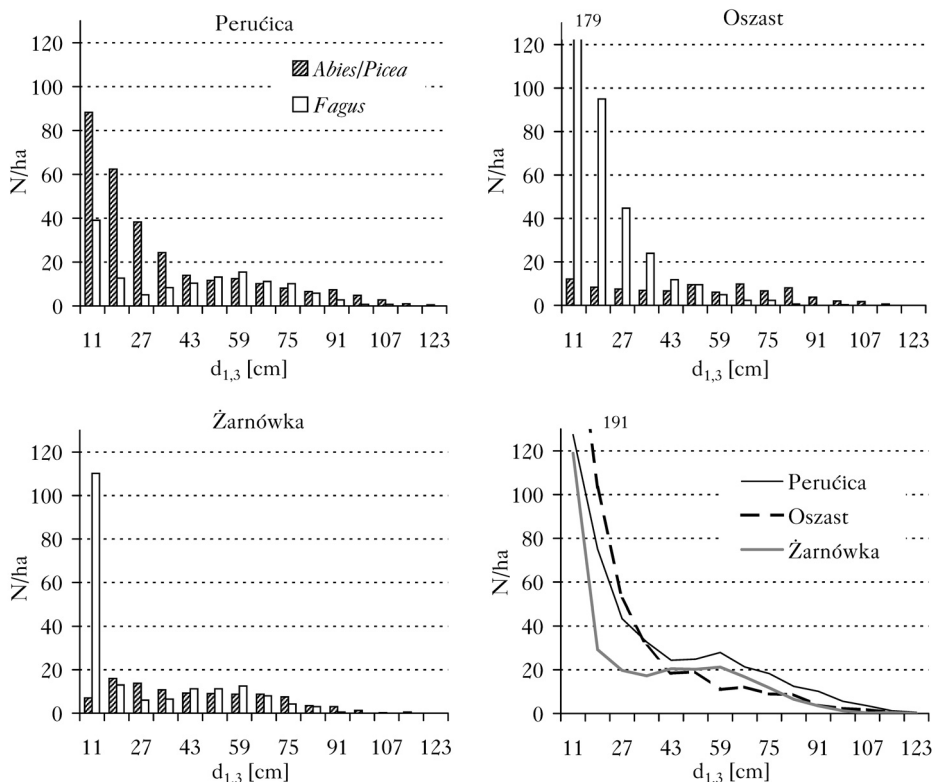 Perućica
N/ha
120
100
80
60
40
20
0
Abies/Picea
Fagus
11 27 43 59 75 91 107 123
d1,3 [cm]
Oszast
179
N/ha
120
100
80
60
40
20
0
11 27 43 59 75 91 107 123
d1,3 [cm]
Żarnówka
N/ha
120
100
80
60
40
20
0
11 27 43 59 75 91 107 123
d1,3 [cm]
191
N/ha
120
100
80
60
40
20
0
Perućica
Oszast
Żarnówka
11 27 43 59 75 91 107 123
d1,3 [cm]